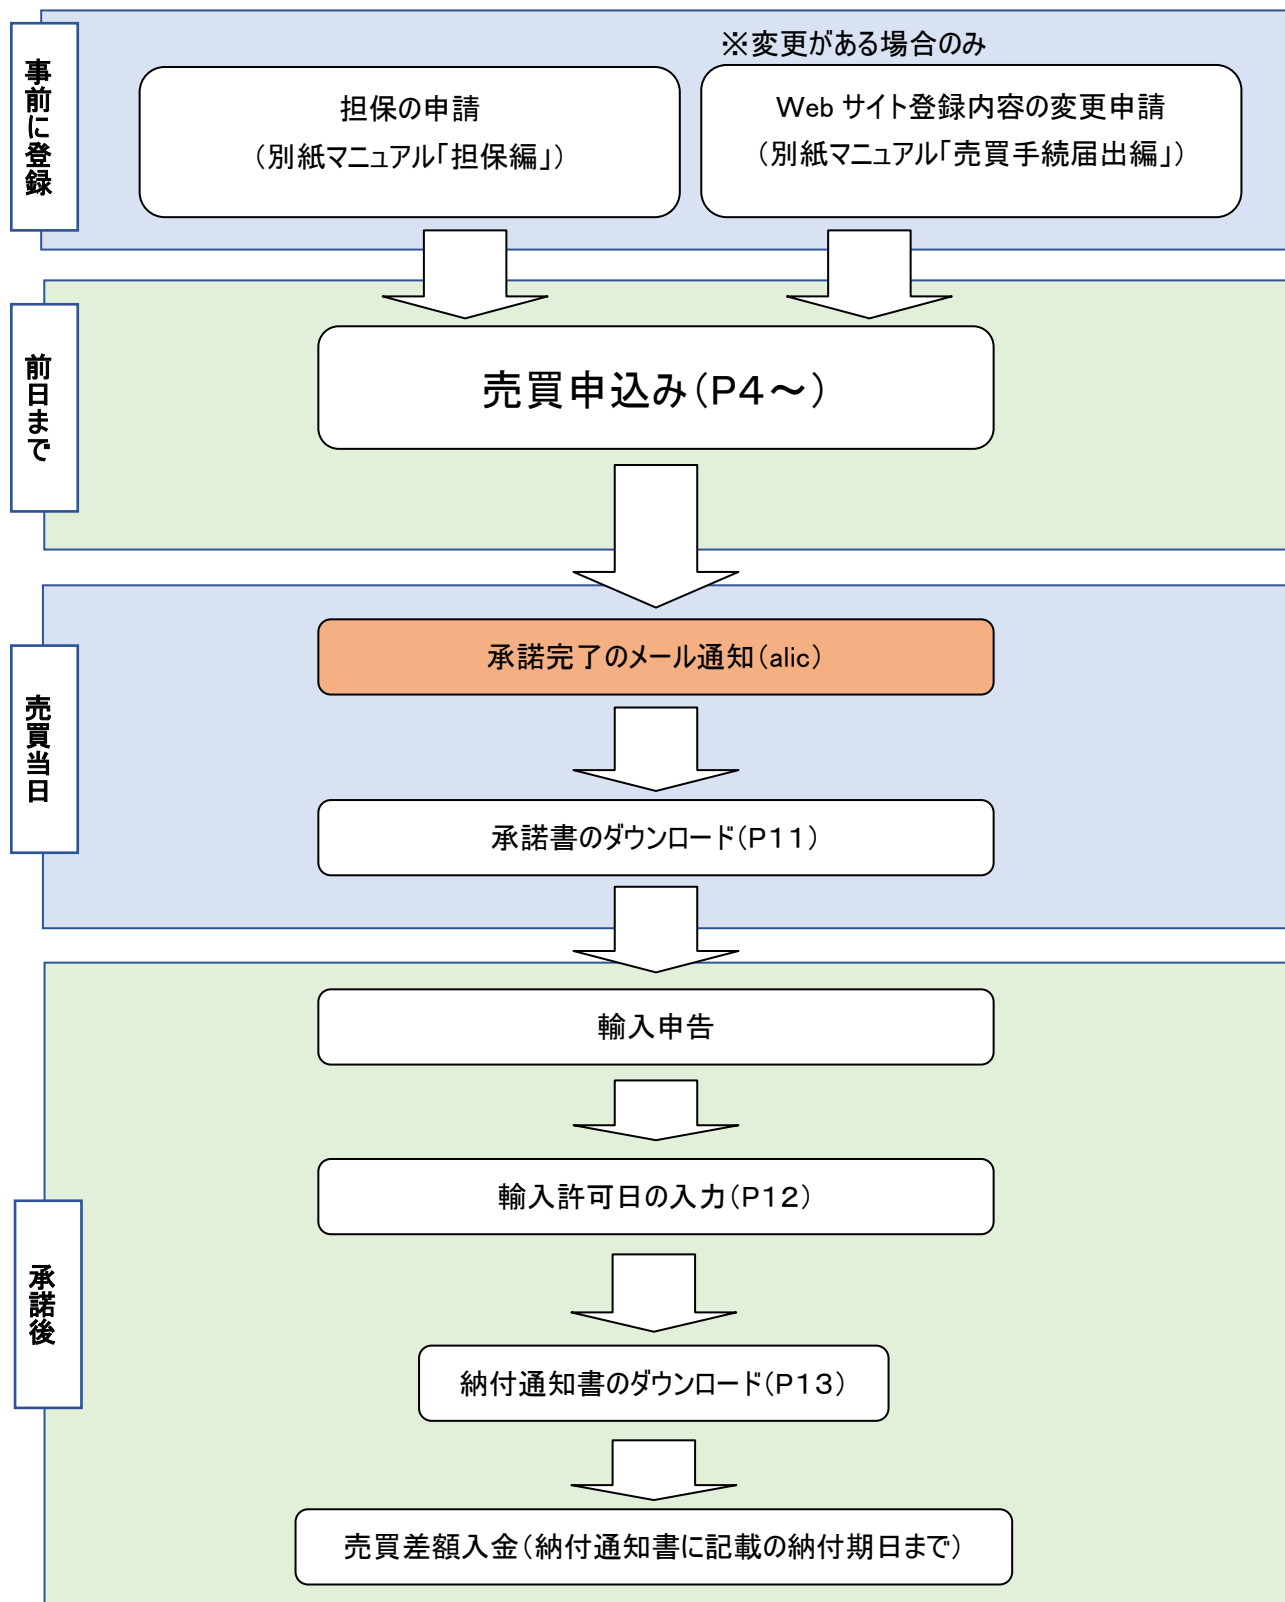 事前に登録
※変更がある場合のみ
担保の申請
（別紙マニュアル「担保編」）
Web サイト登録内容の変更申請
（別紙マニュアル「売買手続届出編」）
前日まで
売買申込み（P4～）
売買当日
承諾完了のメール通知（alic）
承諾書のダウンロード（P11）
承諾後
輸入申告
輸入許可日の入力（P12）
納付通知書のダウンロード（P13）
売買差額入金（納付通知書に記載の納付期日まで）